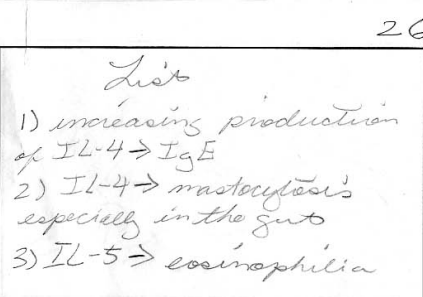 26
List
1) increasing production
of IL-4 → IgE
2) IL-4 → mastocytosis
especially in the gut
3) IL-5 → eosinophilia